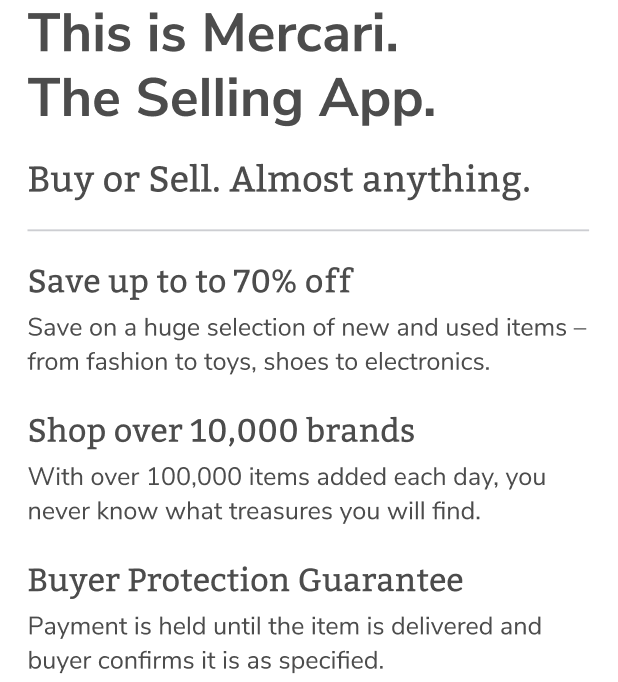 This is Mercari.
The Selling App.
Buy or Sell. Almost anything.
Save up to to 70% off
Save on a huge selection of new and used items –
from fashion to toys, shoes to electronics.
Shop over 10,000 brands
With over 100,000 items added each day, you
never know what treasures you will find.
Buyer Protection Guarantee
Payment is held until the item is delivered and
buyer confirms it is as specified.